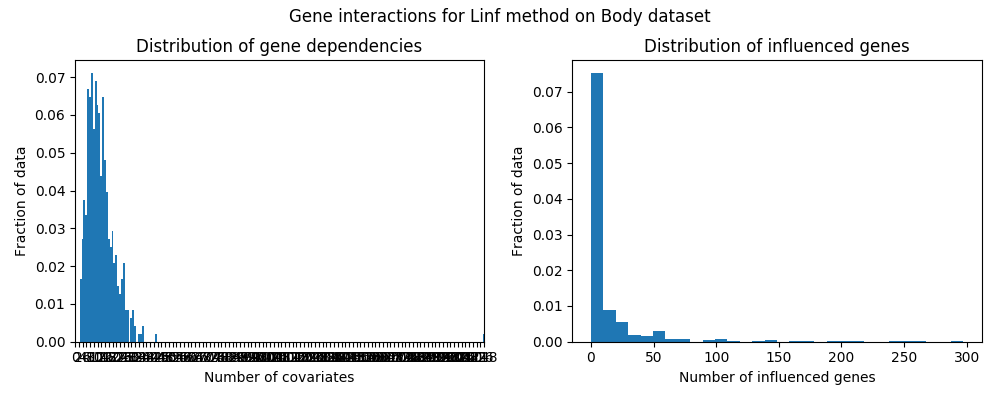 Gene interactions for Linf method on Body dataset
Distribution of gene dependencies
Distribution of influenced genes
Fraction of data
0.07
0.06
0.05
0.04
0.03
0.02
0.01
0.00
Number of covariates
Fraction of data
0.07
0.06
0.05
0.04
0.03
0.02
0.01
0.00
0 50 100 150 200 250 300
Number of influenced genes